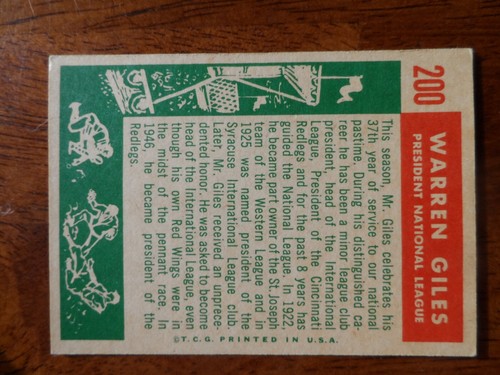 200
WARREN GILES
PRESIDENT NATIONAL LEAGUE
This season, Mr. Giles celebrates his
37th year of service to our national
pastime. During his distinguished ca-
reer he has been a minor league club
president, head of the International
League, President of the Cincinnati
Redlegs and for the past 8 years has
guided the National League. In 1922,
he became part owner of the St. Joseph
team of the Western League and in
1925 was named president of the
Syracuse International League club.
Later, Mr. Giles received an unprece-
dented honor. He was asked to become
head of the International League, even
though his own Red Wings were in
the midst of the pennant race. In
1946, he became president of the
Redlegs.
©T.C.G. PRINTED IN U.S.A.